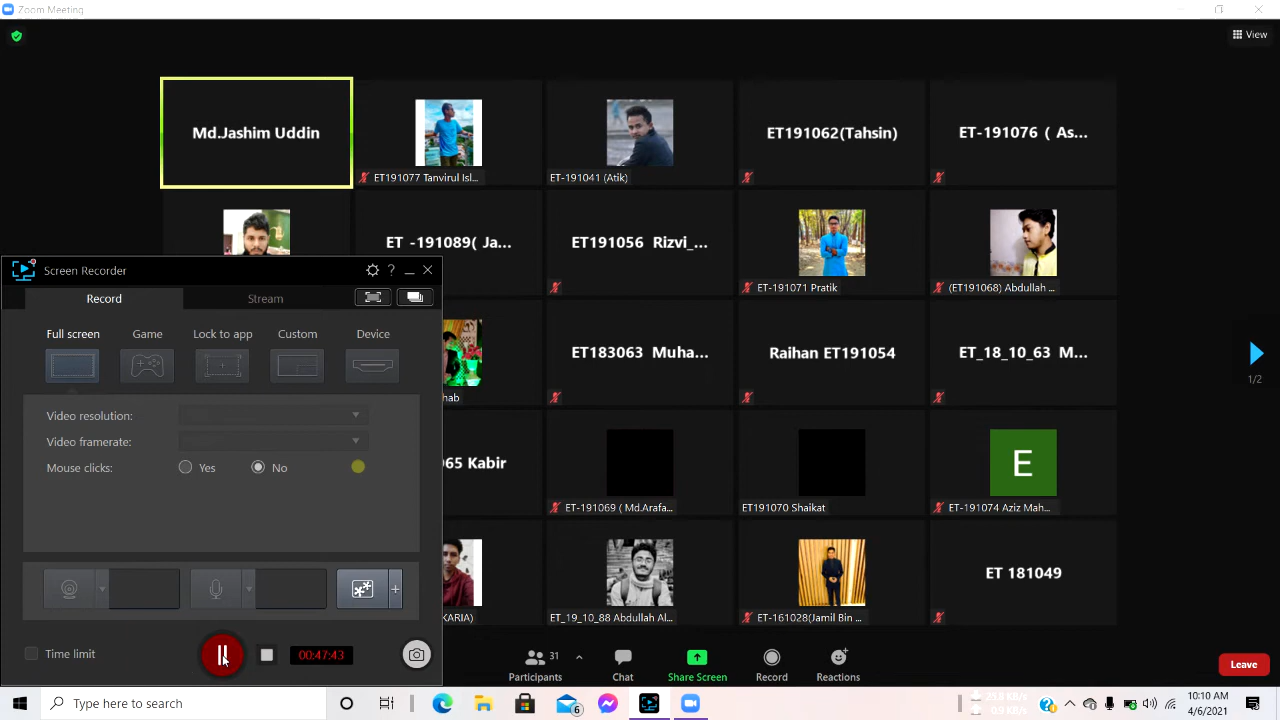 Zoom Meeting
View
Md.Jashim Uddin
ET191077 Tanvirul Isl...
ET-191041 (Atik)
ET191062(Tahsin)
ET-191076 ( As...
ET -191089( Ja...
ET191056 Rizvi_...
ET-191071 Pratik
(ET191068) Abdullah ...
Screen Recorder
?
Record
Stream
Full screen
Game
Lock to app
Custom
Device
hab
ET183063 Muha...
Raihan ET191054
ET_18_10_63 M...
1/2
Video resolution:
Video framerate:
Mouse clicks:
Yes
No
65 Kabir
ET-191069 ( Md.Arafa...
ET191070 Shaikat
E
ET-191074 Aziz Mah...
+
KARIA)
ET_19_10_88 Abdullah Al...
ET-161028(Jamil Bin ...
ET 181049
Time limit
00:47:43
31
Participants
Chat
Share Screen
Record
Reactions
Leave
Type here to search
6
0.9 KB/s
10:10 AM
4/6/2021